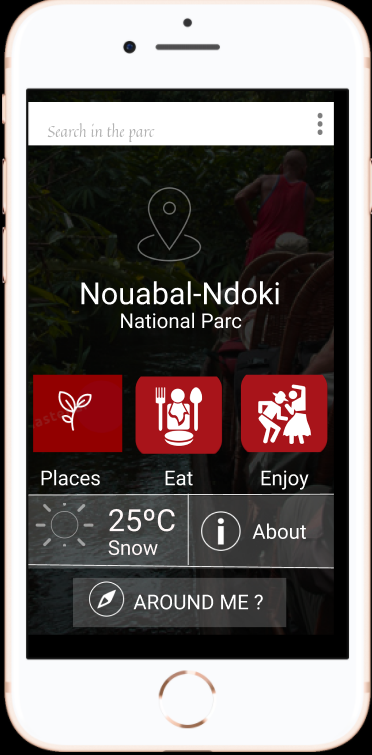 Search in the parc
Nouabal-Ndoki
National Parc
Places
Eat
Enjoy
25ºC
Snow
About
AROUND ME ?